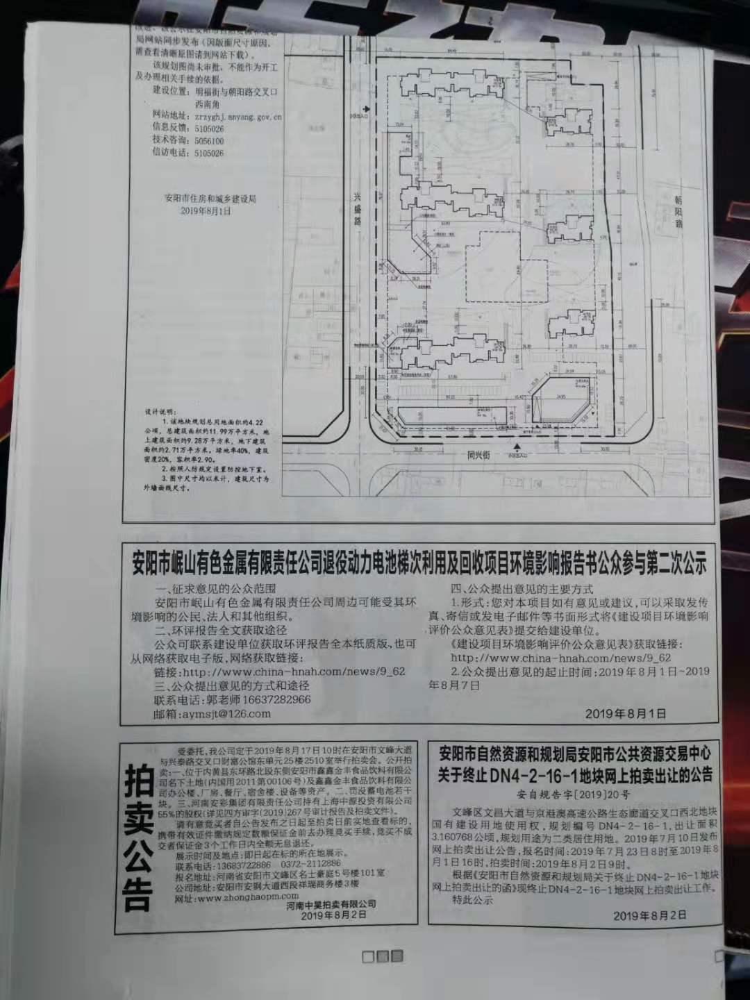 局网站同步发布（因版面尺寸原因，
需查看清晰原图请到网站下载）。
该规划图尚未审批，不能作为开工
及办理相关手续的依据。
建设位置：明福街与朝阳路交叉口
西南角
网站地址：zrzyghj.anyang.gov.cn
信息反馈：5105026
技术咨询：5056100
信访电话：5105026
安阳市住房和城乡建设局
2019年8月1日
设计说明：
1.该地块规划总用地面积约4.22
公顷，总建筑面积约11.99万平方米，地
上建筑面积约9.28万平方米，地下建筑
面积约2.71万平方米。绿地率40%，建筑
密度20%，容积率2.90。
2.按照人防规定设置防控地下室。
3.图中尺寸均以米计，建筑尺寸为
外墙面线尺寸。
兴盛路
朝阳路
同兴街
安阳市岷山有色金属有限责任公司退役动力电池梯次利用及回收项目环境影响报告书公众参与第二次公示
一、征求意见的公众范围
安阳市岷山有色金属有限责任公司周边可能受其环
境影响的公民、法人和其他组织。
二、环评报告全文获取途径
公众可联系建设单位获取环评报告全本纸质版，也可
从网络获取电子版，网络获取链接：
链接：http://www.china-hnah.com/news/9_62
三、公众提出意见的方式和途径
联系电话：郭老师 16637282966
邮箱：aymsjt@126.com
四、公众提出意见的主要方式
1.形式：您对本项目如有意见或建议，可以采取发传
真、寄信或发电子邮件等书面形式将《建设项目环境影响
评价公众意见表》提交给建设单位。
《建设项目环境影响评价公众意见表》获取链接：
http://www.china-hnah.com/news/9_62
2.公众提出意见的起止时间：2019年8月1日~2019
年8月7日
2019年8月1日
拍卖公告
受委托，我公司定于2019年8月17日10时在安阳市文峰大道
与兴泰路交叉口财富公馆东单元25楼2510室举行拍卖会。公开拍
卖：一、位于内黄县东环路北段东侧安阳市鑫鑫金丰食品饮料有限公
司名下土地(内国用2011第00106号)及鑫鑫金丰食品饮料有限公
司办公楼、厂房、餐厅、宿舍楼、设备等资产。二、罚没蓄电池若干
块。三、河南安彩集团有限责任公司持有上海中源投资有限公司
55%的股权(详见四方审字(2019)267号审计报告及拍卖文件)。
请有意竞买者自公告发布之日起至拍卖日前实地查看标的，
携带有效证件缴纳规定数额保证金前去办理竞买手续，竞买不成
交者保证金3个工作日内全额无息退还。
展示时间及地点：即日起在标的所在地展示。
联系电话：13683722886 0372-2112886
报名地址：河南省安阳市文峰区名士豪庭5号楼101室
公司地址：安阳市安钢大道西段祥瑞商务楼3楼
网址：www.zhonghaopm.com
河南中昊拍卖有限公司
2019年8月2日
安阳市自然资源和规划局安阳市公共资源交易中心
关于终止DN4-2-16-1地块网上拍卖出让的公告
安自规告字[2019]20号
文峰区文昌大道与京港澳高速公路生态廊道交叉口西北地块
国有建设用地使用权，规划编号DN4-2-16-1，出让面积
3.160768公顷，规划用途为二类居住用地。2019年7月10日发布
网上拍卖出让公告，报名时间：2019年7月23日8时至2019年8
月1日16时，拍卖时间：2019年8月2日9时。
根据《安阳市自然资源和规划局关于终止DN4-2-16-1地块
网上拍卖出让的函》现终止DN4-2-16-1地块网上拍卖出让工作。
特此公示
2019年8月2日